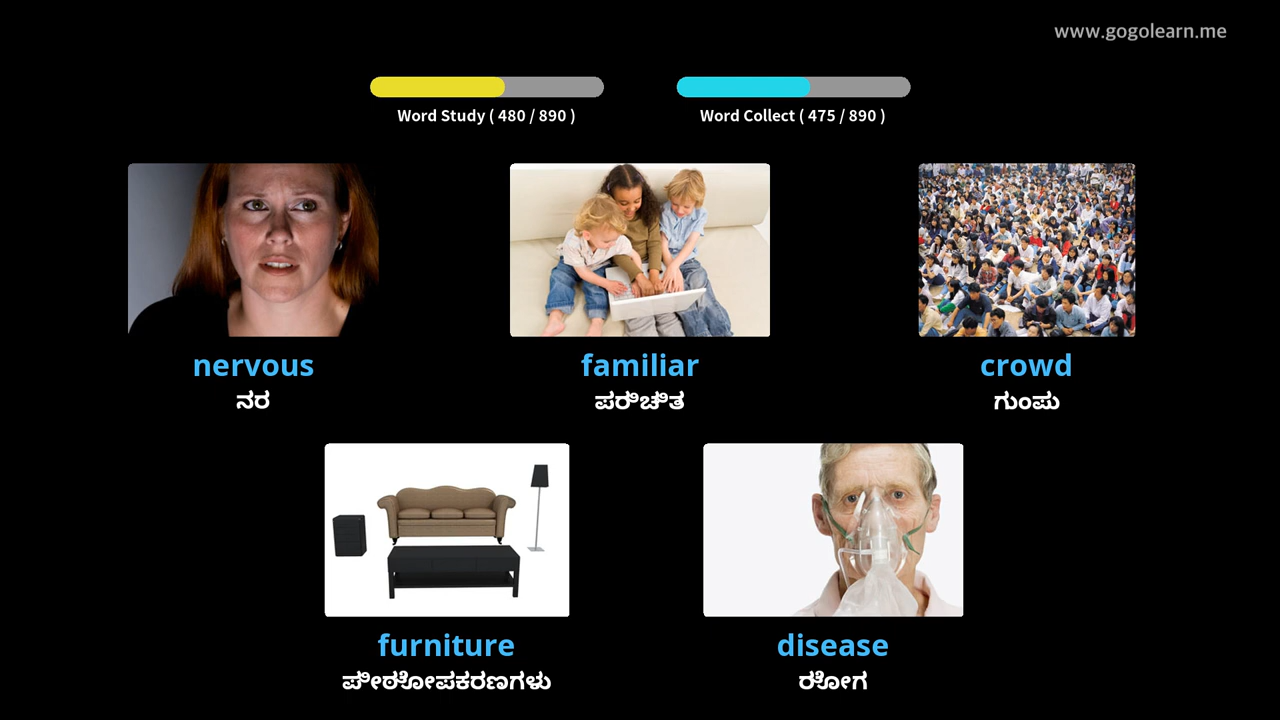 www.gogolearn.me
Word Study ( 480 / 890 )
Word Collect ( 475 / 890 )
nervous
ನರ
familiar
ಪರಿಚಿತ
crowd
ಗುಂಪು
furniture
ಪೀಠೋಪಕರಣಗಳು
disease
ರೋಗ